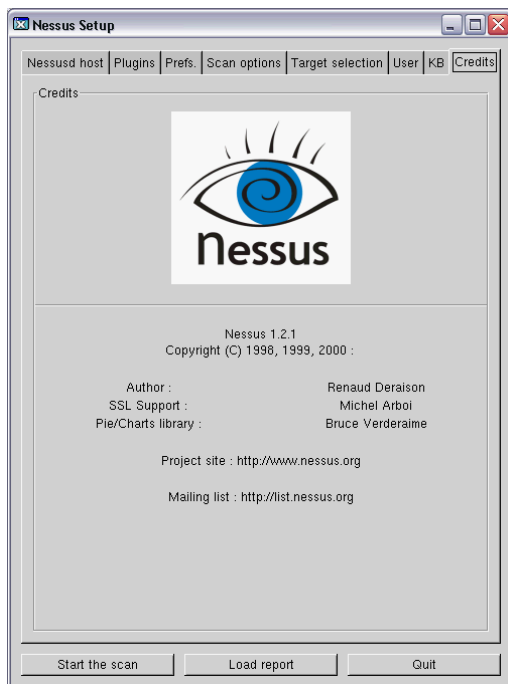 Nessus Setup
Nessusd host Plugins Prefs. Scan options Target selection User KB Credits
Credits
Nessus
Nessus 1.2.1
Copyright (C) 1998, 1999, 2000 :
Author : Renaud Deraison
SSL Support : Michel Arboi
Pie/Charts library : Bruce Verderaime
Project site : http://www.nessus.org
Mailing list : http://list.nessus.org
Start the scan Load report Quit